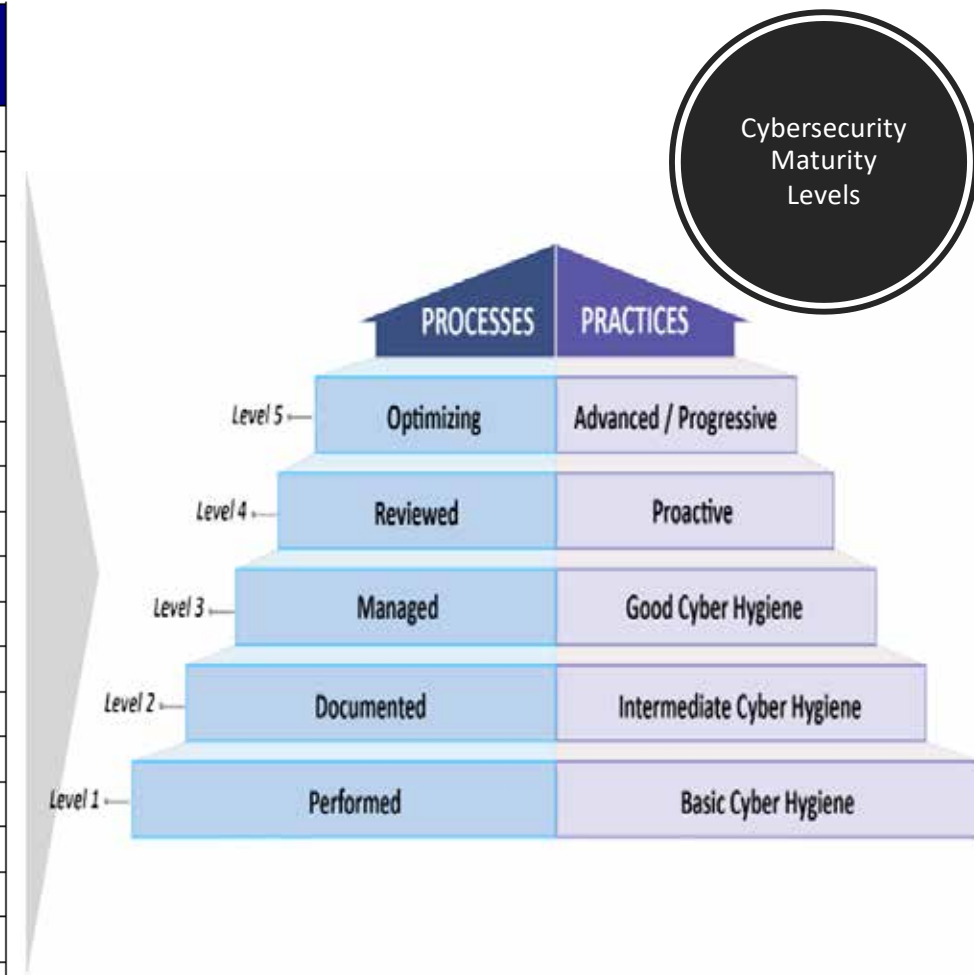 Cybersecurity
Maturity
Levels
PROCESSES PRACTICES
Level 5 Optimizing Advanced / Progressive
Level 4 Reviewed Proactive
Level 3 Managed Good Cyber Hygiene
Level 2 Documented Intermediate Cyber Hygiene
Level 1 Performed Basic Cyber Hygiene